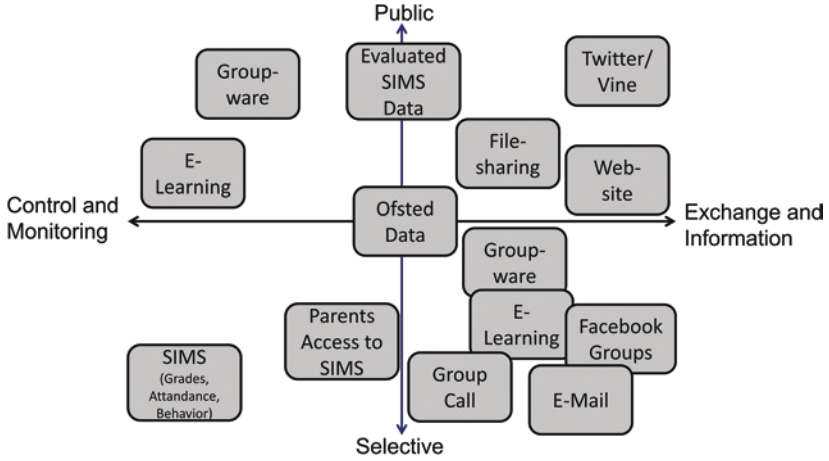 Public
Group-
ware
Evaluated
SIMS
Data
Twitter/
Vine
File-
sharing
E-
Learning
Web-
site
Control and
Monitoring
Ofsted
Data
Exchange and
Information
Group-
ware
Parents
Access to
SIMS
E-
Learning
Facebook
Groups
SIMS
(Grades,
Attandance,
Behavior)
Group
Call
E-Mail
Selective